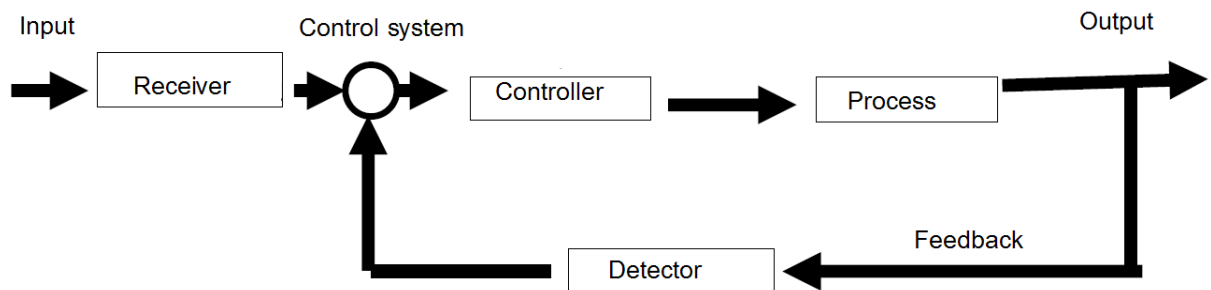 Input
Control system
Output
Receiver
Controller
Process
Feedback
Detector